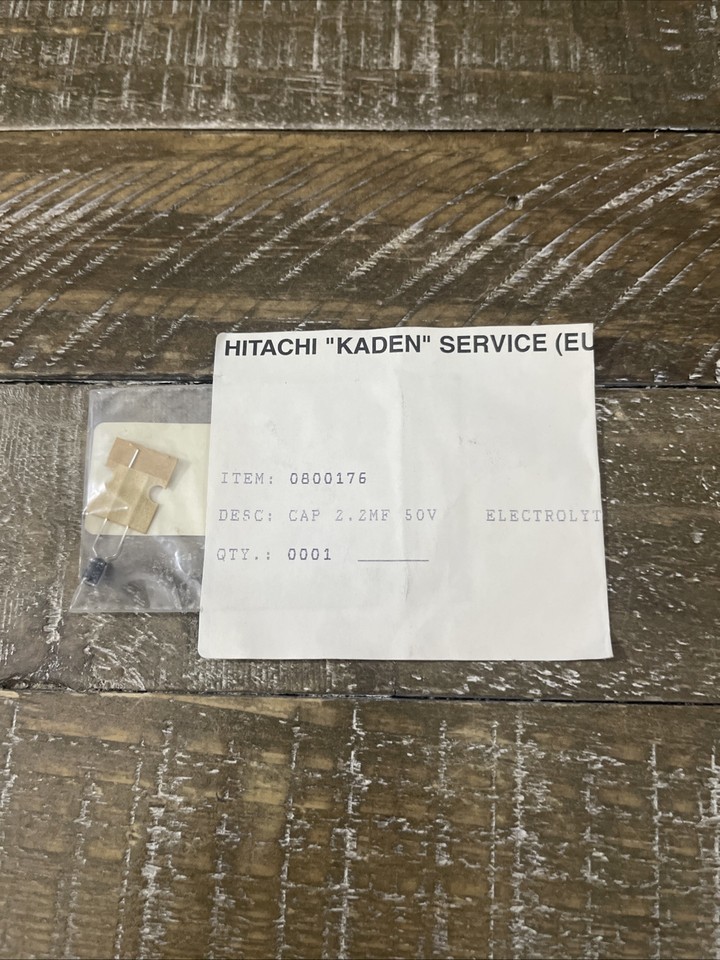 HITACHI "KADEN" SERVICE (EU
ITEM: 0800176
DESC: CAP 2.2MF 50V ELECTROLYT
QTY.: 0001